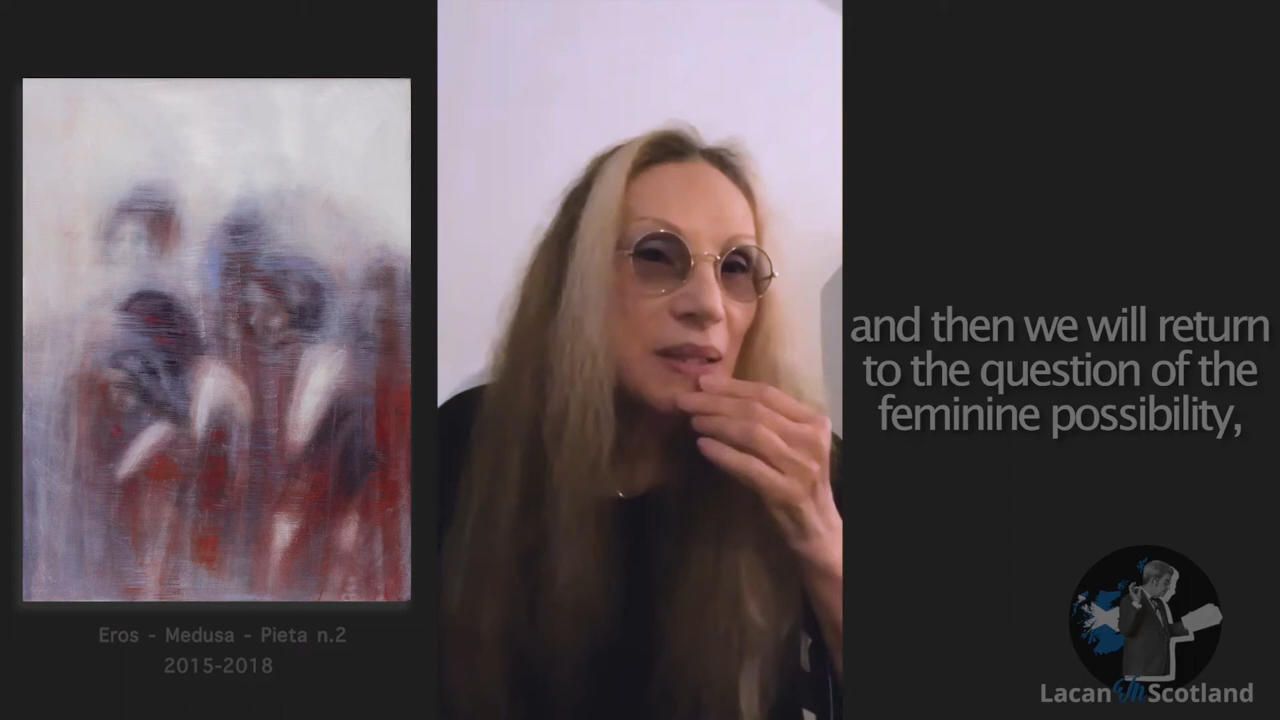 Eros - Medusa - Pieta n.2
2015-2018
and then we will return
to the question of the
feminine possibility,
Lacan in Scotland